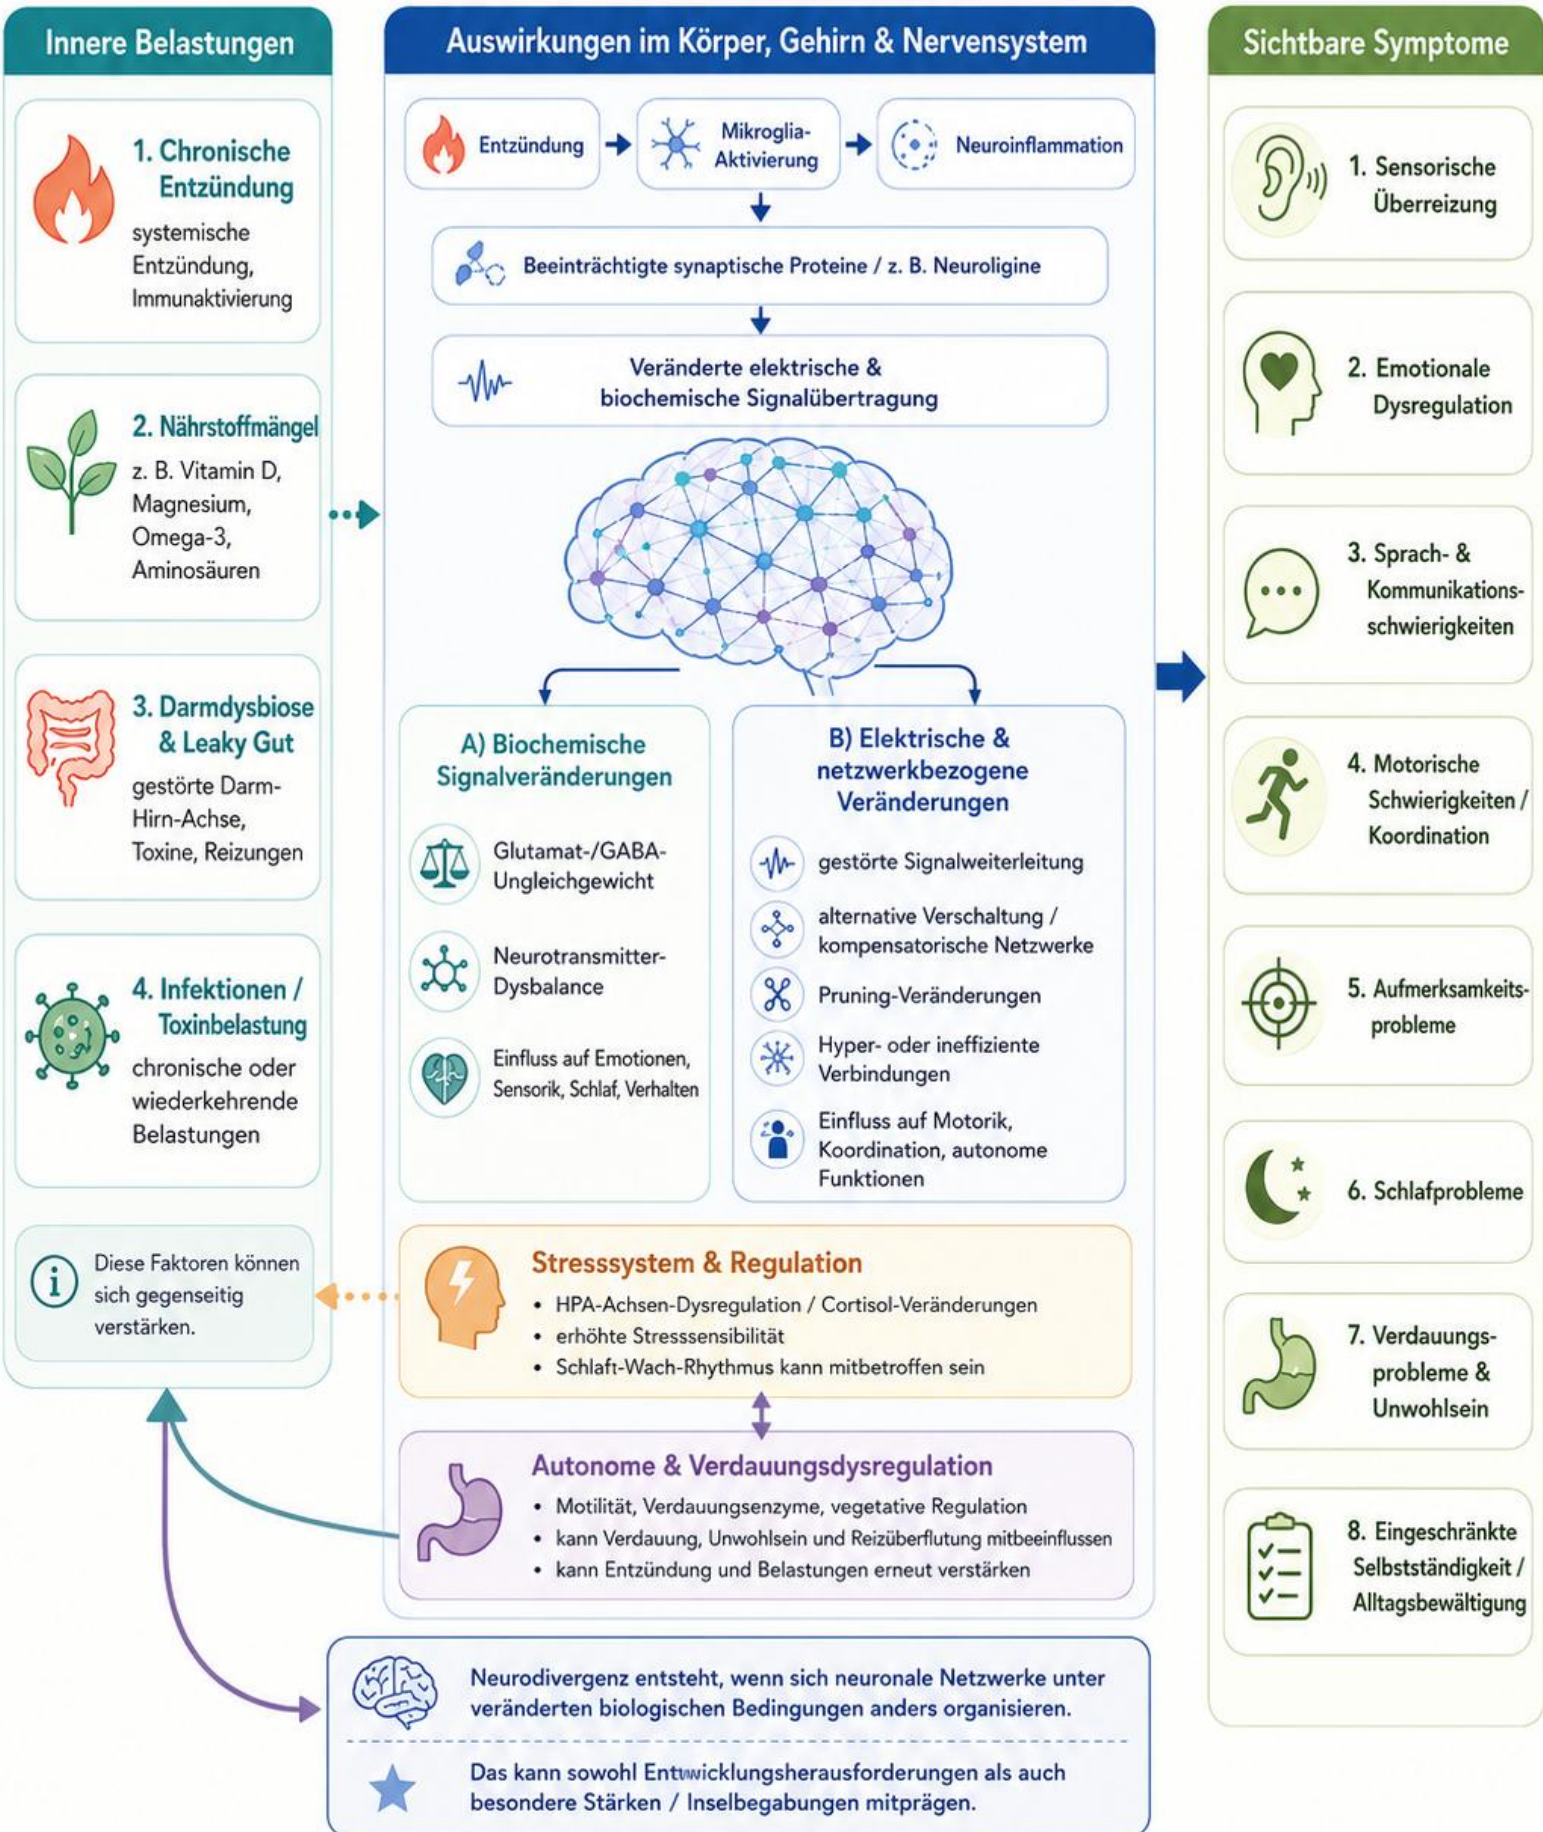 Innere Belastungen
1. Chronische
Entzündung
systemische
Entzündung,
Immunaktivierung
2. Nährstoffmängel
z. B. Vitamin D,
Magnesium,
Omega-3,
Aminosäuren
3. Darmdysbiose
& Leaky Gut
gestörte Darm-
Hirn-Achse,
Toxine, Reizungen
4. Infektionen /
Toxinbelastung
chronische oder
wiederkehrende
Belastungen
i
Diese Faktoren können
sich gegenseitig
verstärken.
Auswirkungen im Körper, Gehirn & Nervensystem
Entzündung
Mikroglia-
Aktivierung
Neuroinflammation
Beeinträchtigte synaptische Proteine / z. B. Neuroligine
Veränderte elektrische &
biochemische Signalübertragung
A) Biochemische
Signalveränderungen
Glutamat-/GABA-
Ungleichgewicht
Neurotransmitter-
Dysbalance
Einfluss auf Emotionen,
Sensorik, Schlaf, Verhalten
B) Elektrische &
netzwerkbezogene
Veränderungen
gestörte Signalweiterleitung
alternative Verschaltung /
kompensatorische Netzwerke
Pruning-Veränderungen
Hyper- oder ineffiziente
Verbindungen
Einfluss auf Motorik,
Koordination, autonome
Funktionen
Stresssystem & Regulation
• HPA-Achsen-Dysregulation / Cortisol-Veränderungen
• erhöhte Stresssensibilität
• Schlaft-Wach-Rhythmus kann mitbetroffen sein
Autonome & Verdauungsdysregulation
• Motilität, Verdauungsenzyme, vegetative Regulation
• kann Verdauung, Unwohlsein und Reizüberflutung mitbeeinflussen
• kann Entzündung und Belastungen erneut verstärken
Neurodivergenz entsteht, wenn sich neuronale Netzwerke unter
veränderten biologischen Bedingungen anders organisieren.
Das kann sowohl Entwicklungsherausforderungen als auch
besondere Stärken / Inselbegabungen mitprägen.
Sichtbare Symptome
1. Sensorische
Überreizung
2. Emotionale
Dysregulation
3. Sprach- &
Kommunikations-
schwierigkeiten
4. Motorische
Schwierigkeiten /
Koordination
5. Aufmerksamkeits-
probleme
6. Schlafprobleme
7. Verdauungs-
probleme &
Unwohlsein
8. Eingeschränkte
Selbstständigkeit /
Alltagsbewältigung